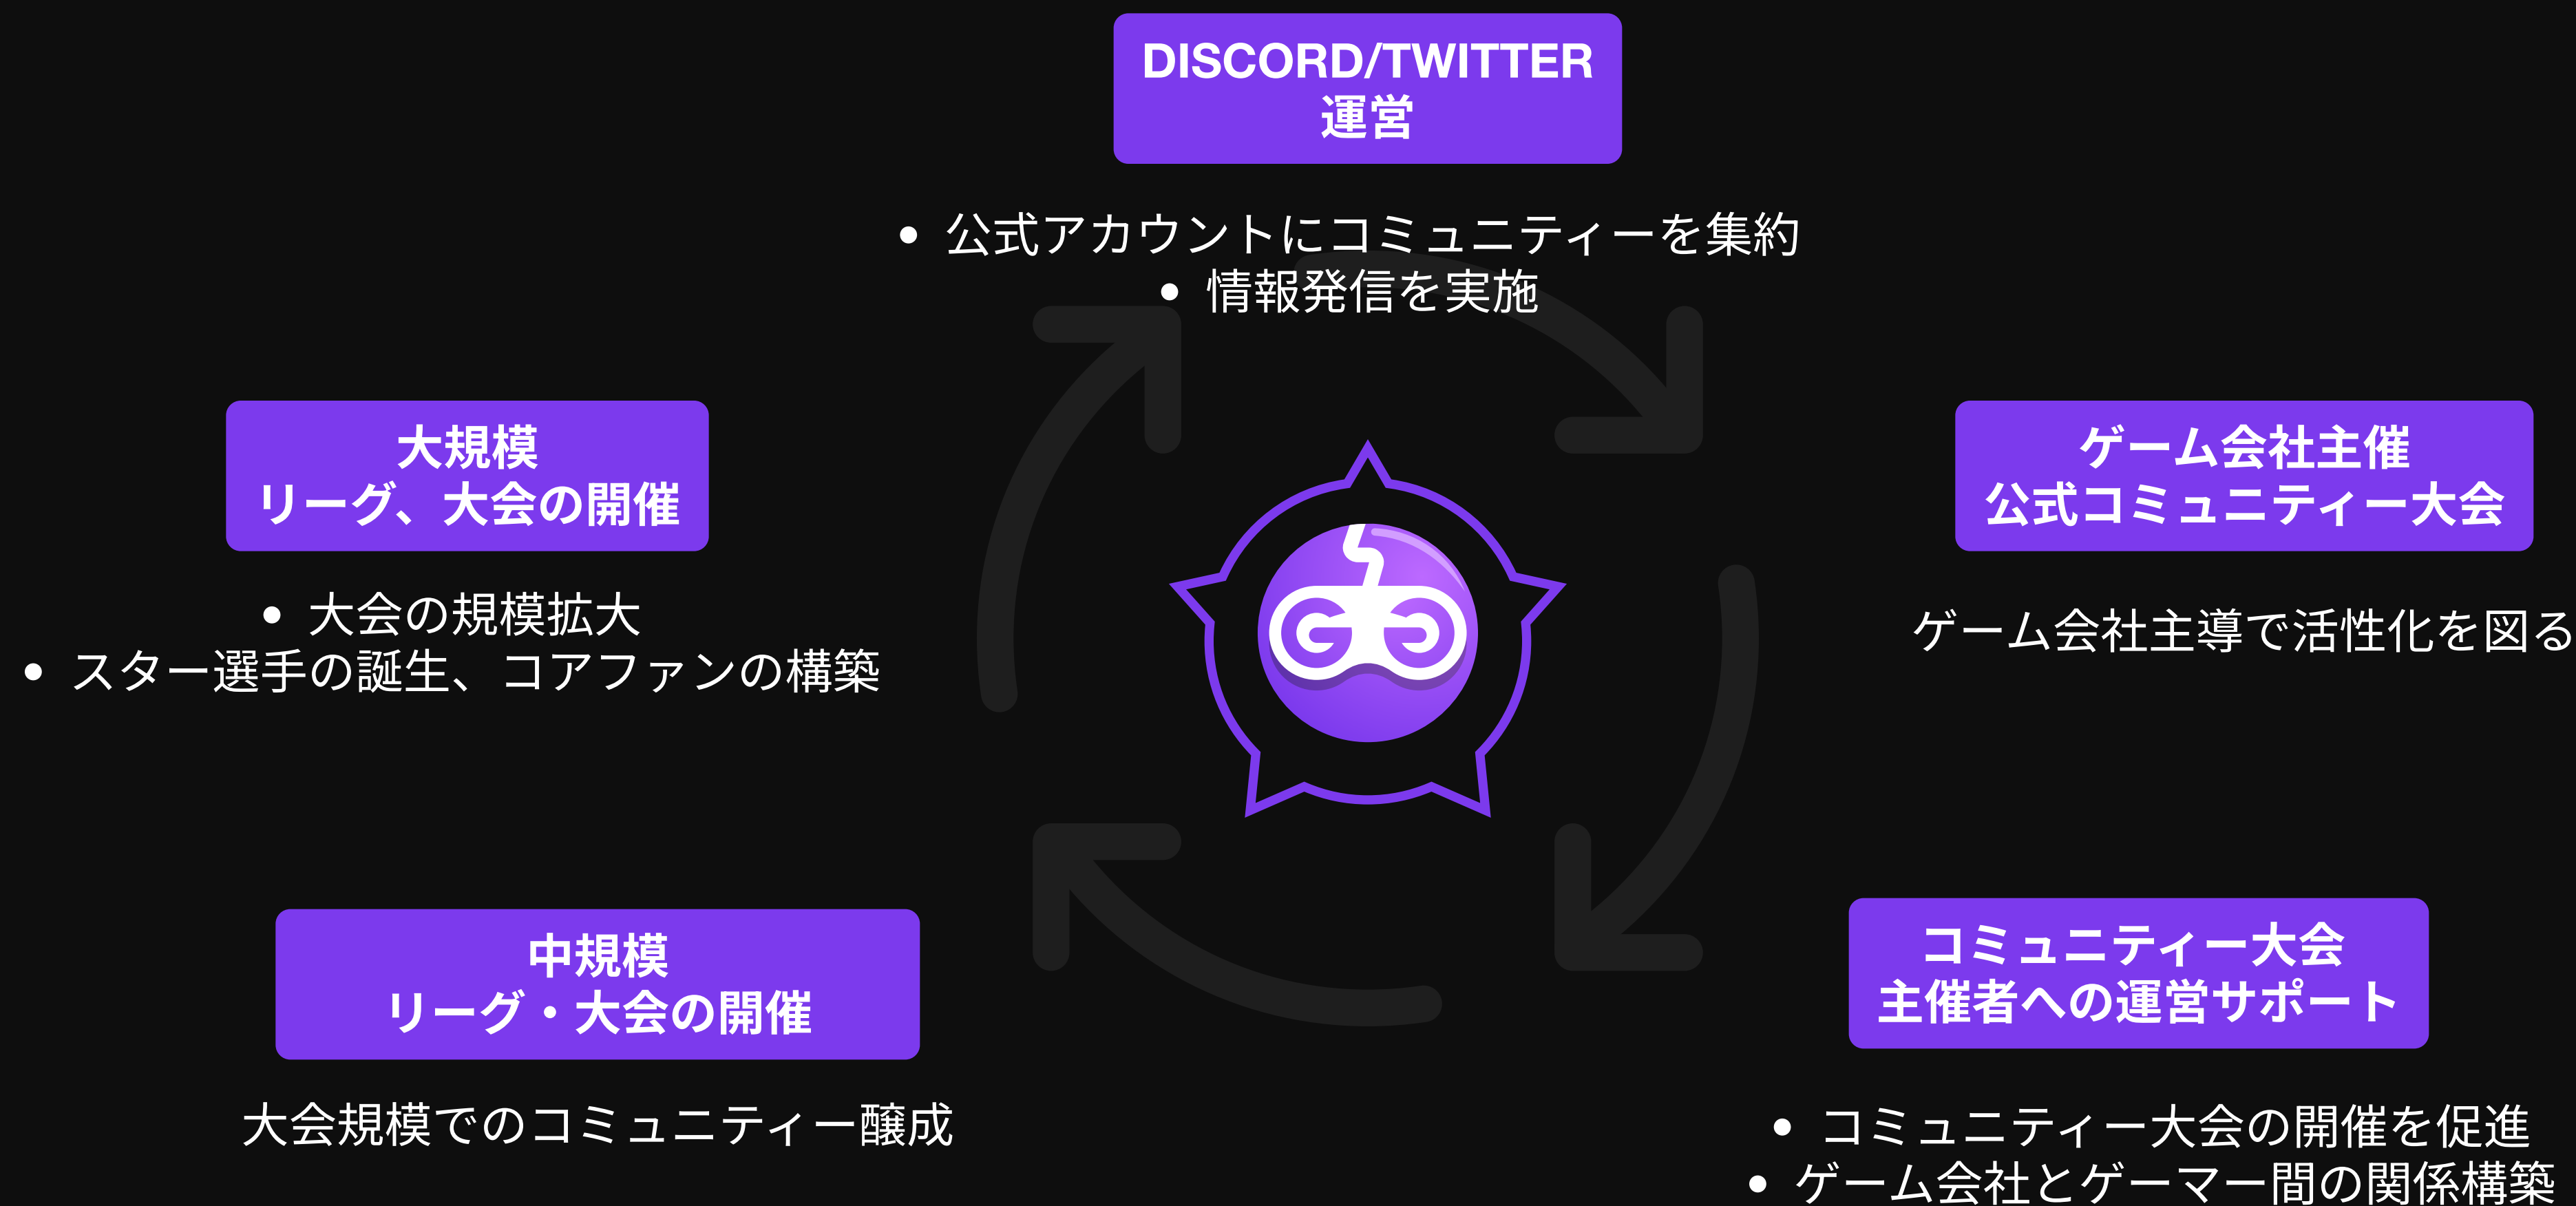 DISCORD/TWITTER
運営
• 公式アカウントにコミュニティーを集約
• 情報発信を実施
ゲーム会社主催
公式コミュニティー大会
ゲーム会社主導で活性化を図る
コミュニティー大会
主催者への運営サポート
• コミュニティー大会の開催を促進
• ゲーム会社とゲーマー間の関係構築
中規模
リーグ・大会の開催
大会規模でのコミュニティー醸成
大規模
リーグ、大会の開催
• 大会の規模拡大
• スター選手の誕生、コアファンの構築